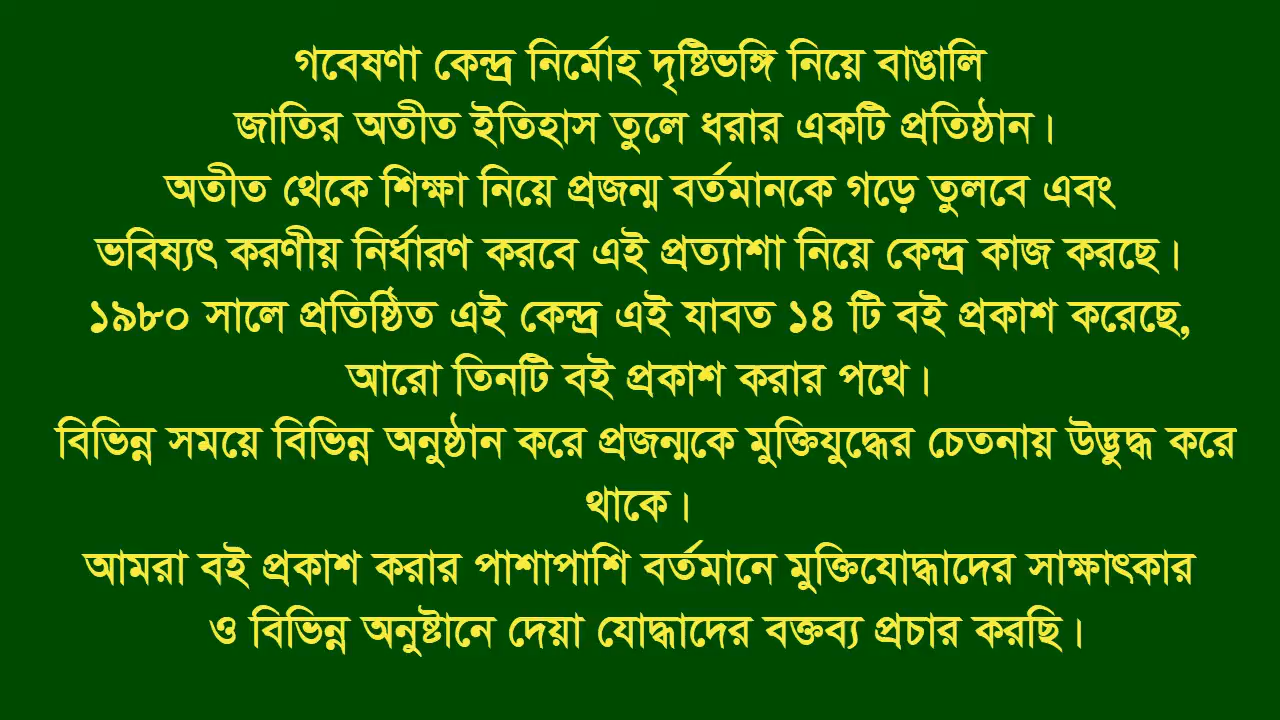 গবেষণা কেন্দ্র নির্মোহ দৃষ্টিভঙ্গি নিয়ে বাঙালি
জাতির অতীত ইতিহাস তুলে ধরার একটি প্রতিষ্ঠান।
অতীত থেকে শিক্ষা নিয়ে প্রজন্ম বর্তমানকে গড়ে তুলবে এবং
ভবিষ্যৎ করণীয় নির্ধারণ করবে এই প্রত্যাশা নিয়ে কেন্দ্র কাজ করছে।
১৯৮০ সালে প্রতিষ্ঠিত এই কেন্দ্র এই যাবত ১৪ টি বই প্রকাশ করেছে,
আরো তিনটি বই প্রকাশ করার পথে।
বিভিন্ন সময়ে বিভিন্ন অনুষ্ঠান করে প্রজন্মকে মুক্তিযুদ্ধের চেতনায় উদ্ভুদ্ধ করে
থাকে।
আমরা বই প্রকাশ করার পাশাপাশি বর্তমানে মুক্তিযোদ্ধাদের সাক্ষাৎকার
ও বিভিন্ন অনুষ্টানে দেয়া যোদ্ধাদের বক্তব্য প্রচার করছি।